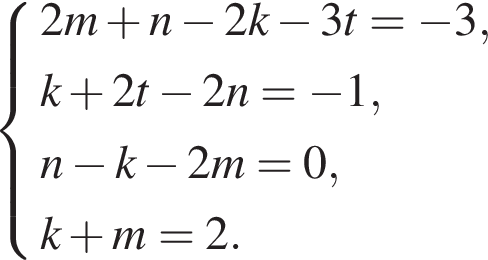 2m + n − 2k − 3t = −3,
k + 2t − 2n = −1,
n − k − 2m = 0,
k + m = 2.